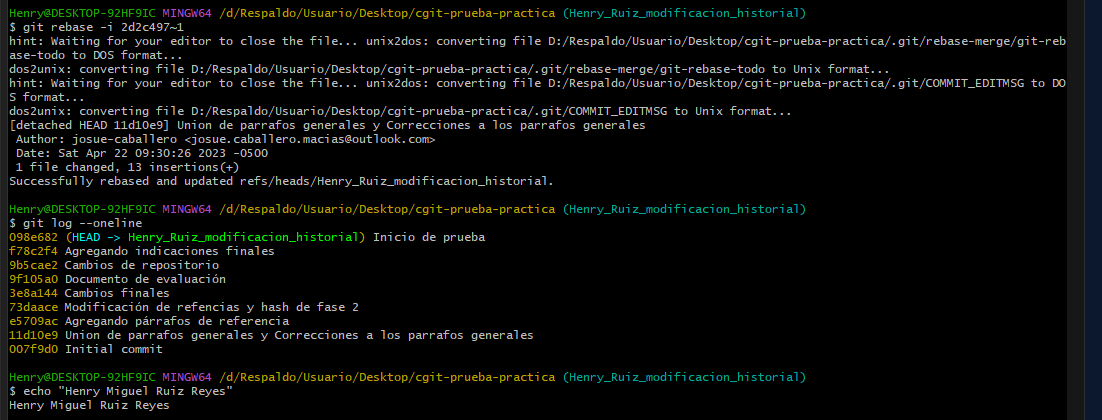 Henry@DESKTOP-92HF9IC MINGW64 /d/Respaldo/Usuario/Desktop/cgit-prueba-practica (Henry_Ruiz_modificacion_historial)
$ git rebase -i 2d2c497~1
hint: Waiting for your editor to close the file... unix2dos: converting file D:/Respaldo/Usuario/Desktop/cgit-prueba-practica/.git/rebase-merge/git-reb
ase-todo to DOS format...
dos2unix: converting file D:/Respaldo/Usuario/Desktop/cgit-prueba-practica/.git/rebase-merge/git-rebase-todo to Unix format...
hint: Waiting for your editor to close the file... unix2dos: converting file D:/Respaldo/Usuario/Desktop/cgit-prueba-practica/.git/COMMIT_EDITMSG to DO
S format...
dos2unix: converting file D:/Respaldo/Usuario/Desktop/cgit-prueba-practica/.git/COMMIT_EDITMSG to Unix format...
[detached HEAD 11d10e9] Union de parrafos generales y Correcciones a los parrafos generales
 Author: josue-caballero <josue.caballero.macias@outlook.com>
 Date: Sat Apr 22 09:30:26 2023 -0500
 1 file changed, 13 insertions(+)
Successfully rebased and updated refs/heads/Henry_Ruiz_modificacion_historial.
Henry@DESKTOP-92HF9IC MINGW64 /d/Respaldo/Usuario/Desktop/cgit-prueba-practica (Henry_Ruiz_modificacion_historial)
$ git log --oneline
098e682 (HEAD -> Henry_Ruiz_modificacion_historial) Inicio de prueba
f78c2f4 Agregando indicaciones finales
9b5cae2 Cambios de repositorio
9f105a0 Documento de evaluación
3e8a144 Cambios finales
73daace Modificación de refencias y hash de fase 2
e5709ac Agregando párrafos de referencia
11d10e9 Union de parrafos generales y Correcciones a los parrafos generales
007f9d0 Initial commit
Henry@DESKTOP-92HF9IC MINGW64 /d/Respaldo/Usuario/Desktop/cgit-prueba-practica (Henry_Ruiz_modificacion_historial)
$ echo "Henry Miguel Ruiz Reyes"
Henry Miguel Ruiz Reyes